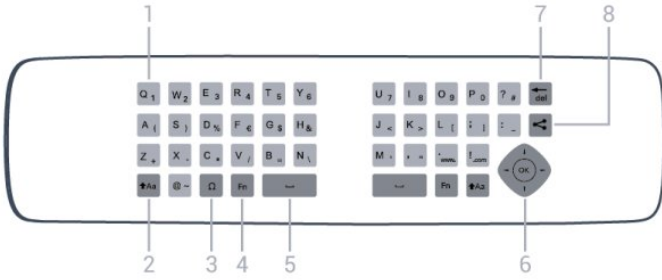 1 7 8
Q 1 W 2 E 3 R 4 T 5 Y 6 U 7 I 8 O 9 P 0 ? # del
A ( S ) D % F € G $ H & J < K > L [ ; ] : _
Z + X - C * V / B = N \ M ' , " . www. ! .com
Aa @ ~ Ω Fn Fn Aa OK
2 3 4 5 6